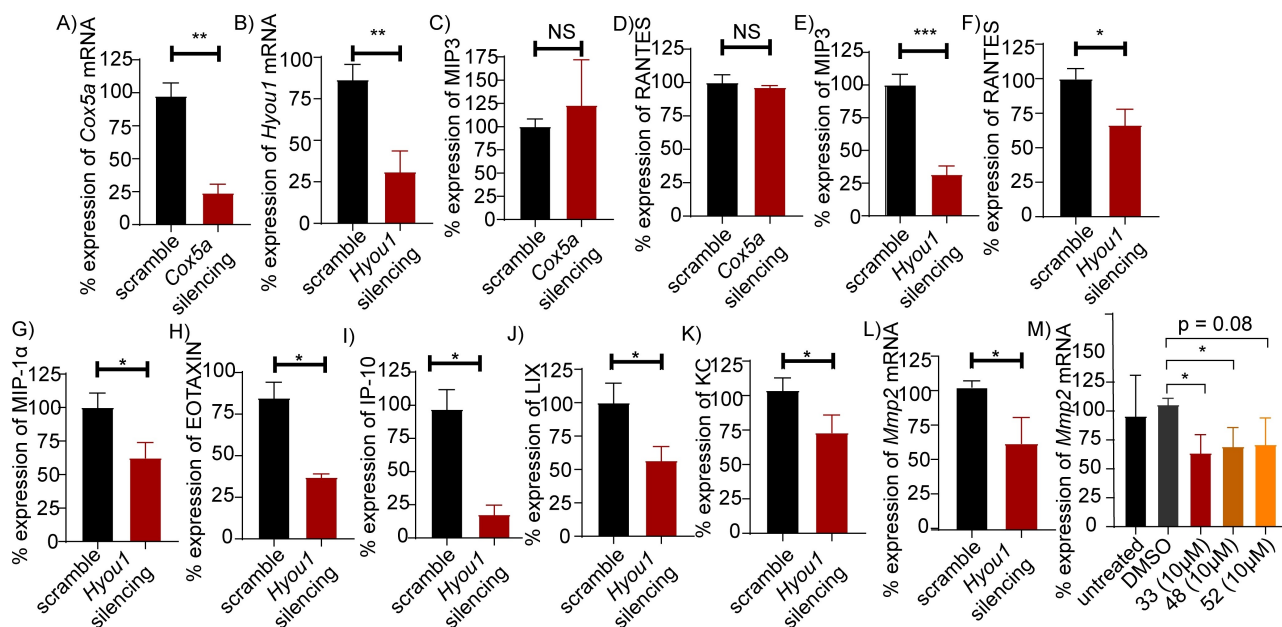 A)
% expression of Cox5a mRNA
125
100
75
50
25
0
**
scramble
Cox5a
silencing
B)
% expression of Hyou1 mRNA
100
75
50
25
0
**
scramble
Hyou1
silencing
C)
% expression of MIP3
175
150
125
100
75
50
25
0
NS
scramble
Cox5a
silencing
D)
% expression of RANTES
125
100
75
50
25
0
NS
scramble
Cox5a
silencing
E)
% expression of MIP3
125
100
75
50
25
0
***
scramble
Hyou1
silencing
F)
% expression of RANTES
125
100
75
50
25
0
*
scramble
Hyou1
silencing
G)
% expression of MIP-1α
125
100
75
50
25
0
*
scramble
Hyou1
silencing
H)
% expression of EOTAXIN
100
75
50
25
0
*
scramble
Hyou1
silencing
I)
% expression of IP-10
125
100
75
50
25
0
*
scramble
Hyou1
silencing
J)
% expression of LIX
125
100
75
50
25
0
*
scramble
Hyou1
silencing
K)
% expression of KC
125
100
75
50
25
0
*
scramble
Hyou1
silencing
L)
% expression of Mmp2 mRNA
125
100
75
50
25
0
*
scramble
Hyou1
silencing
M)
% expression of Mmp2 mRNA
150
125
100
75
50
25
0
p = 0.08
*
*
untreated
DMSO
33 (10µM)
48 (10µM)
52 (10µM)